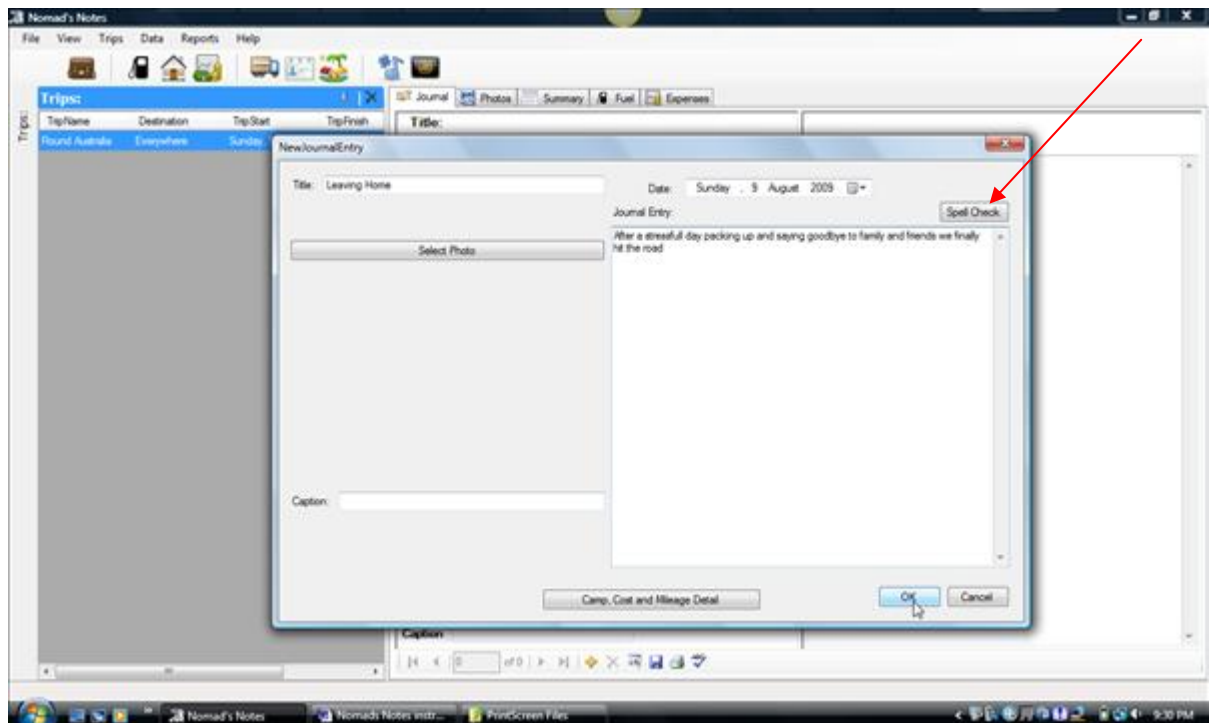 Nomad's Notes
File View Trips Data Reports Help
Trips:
Journal Photos Summary Fuel Expenses
Trips:
TripName Destination TripStart TripFinish
Title:
Round Australia Everywhere Sunday
NewJournalEntry
Title: Leaving Home
Date: Sunday , 9 August 2009
Journal Entry:
Spell Check
After a stressfull day packing up and saying goodbye to family and friends we finally
hit the road
Select Photo
Caption:
Camp, Cost and Mileage Detail
OK
Cancel
Caption
0 of 0
Nomad's Notes
Nomads Notes instr...
PrintScreen Files
9:30 PM